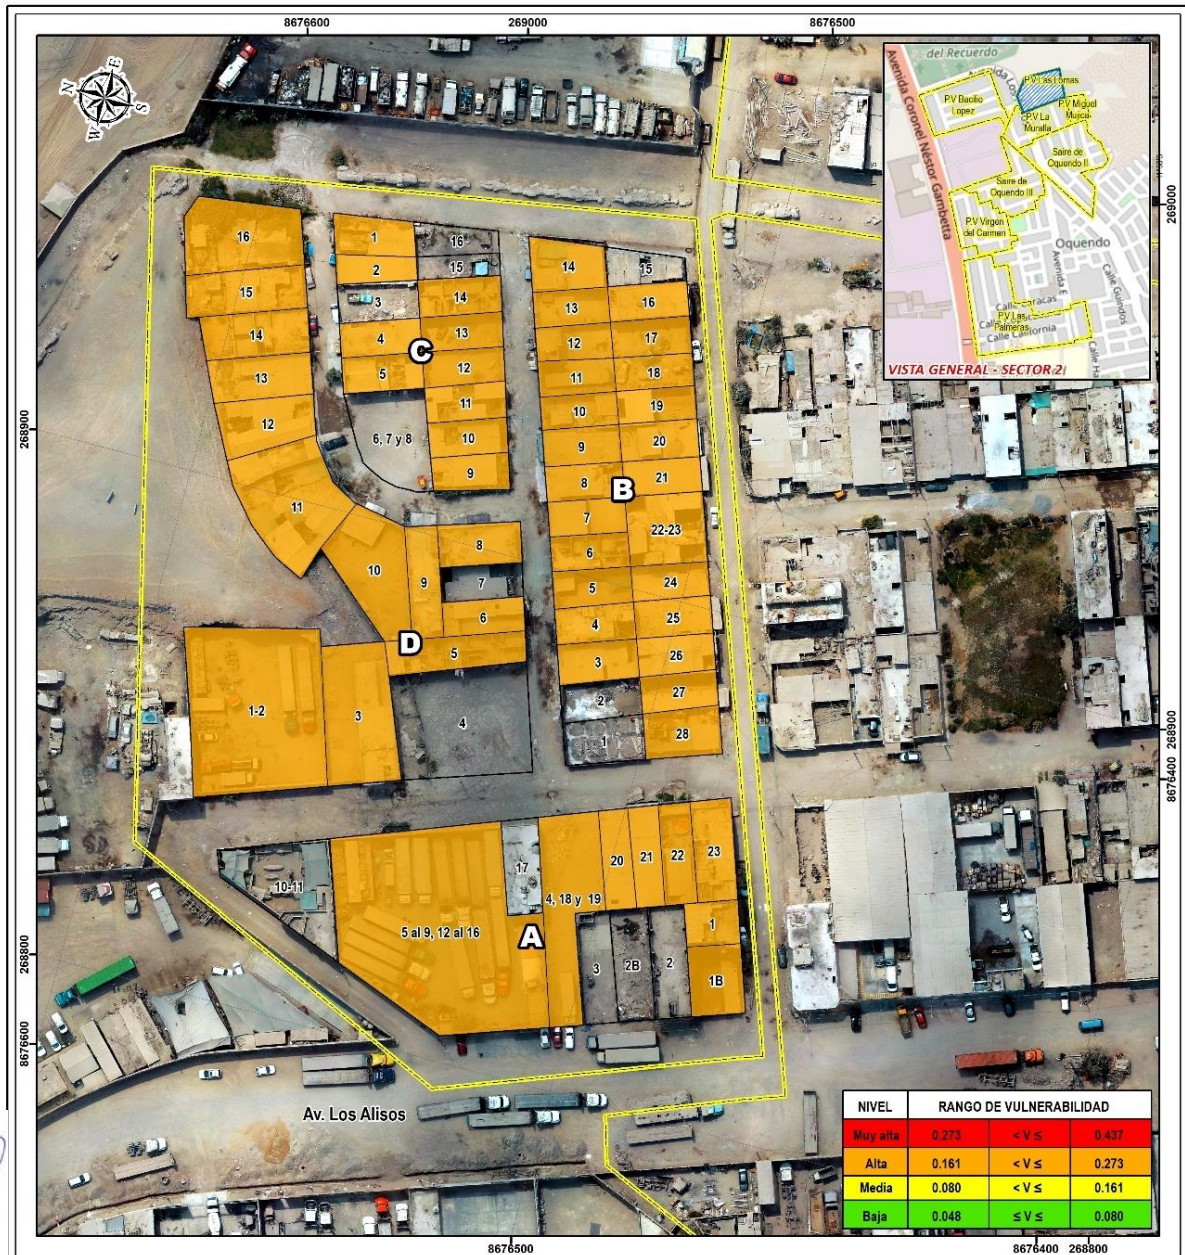 8676600 269000 8676500
N E
W S
del Recuerdo
Avenida Coronel Néstor Gambetta
P.V Las Lomas
P.V Bacilio
Lopez
P.V La
Muralla
P.V Miguel
Mujica
Saire de
Oquendo II
Saire de
Oquendo III
P.V Virgen
del Carmen
Oquendo
Avenida E
Calle Guindos
P.V Las
Palmeras
Calle California
VISTA GENERAL - SECTOR 2
269000
268900
268800
8676600
268900
8676400
16
15
14
13
12
11
10
9
8
7
6
5
D
1-2
3
4
1
2
3
4
5
6, 7 y 8
C
16
15
14
13
12
11
10
9
14
13
12
11
10
9
8
7
6
5
4
3
2
1
B
15
16
17
18
19
20
21
22-23
24
25
26
27
28
10-11
5 al 9, 12 al 16
17
A
4, 18 y 19
20
21
22
23
3
2B
2
1
1B
Av. Los Alisos
NIVEL RANGO DE VULNERABILIDAD
Muy alta 0.273 < V ≤ 0.437
Alta 0.161 < V ≤ 0.273
Media 0.080 < V ≤ 0.161
Baja 0.048 ≤ V ≤ 0.080
8676500 8676400 268800